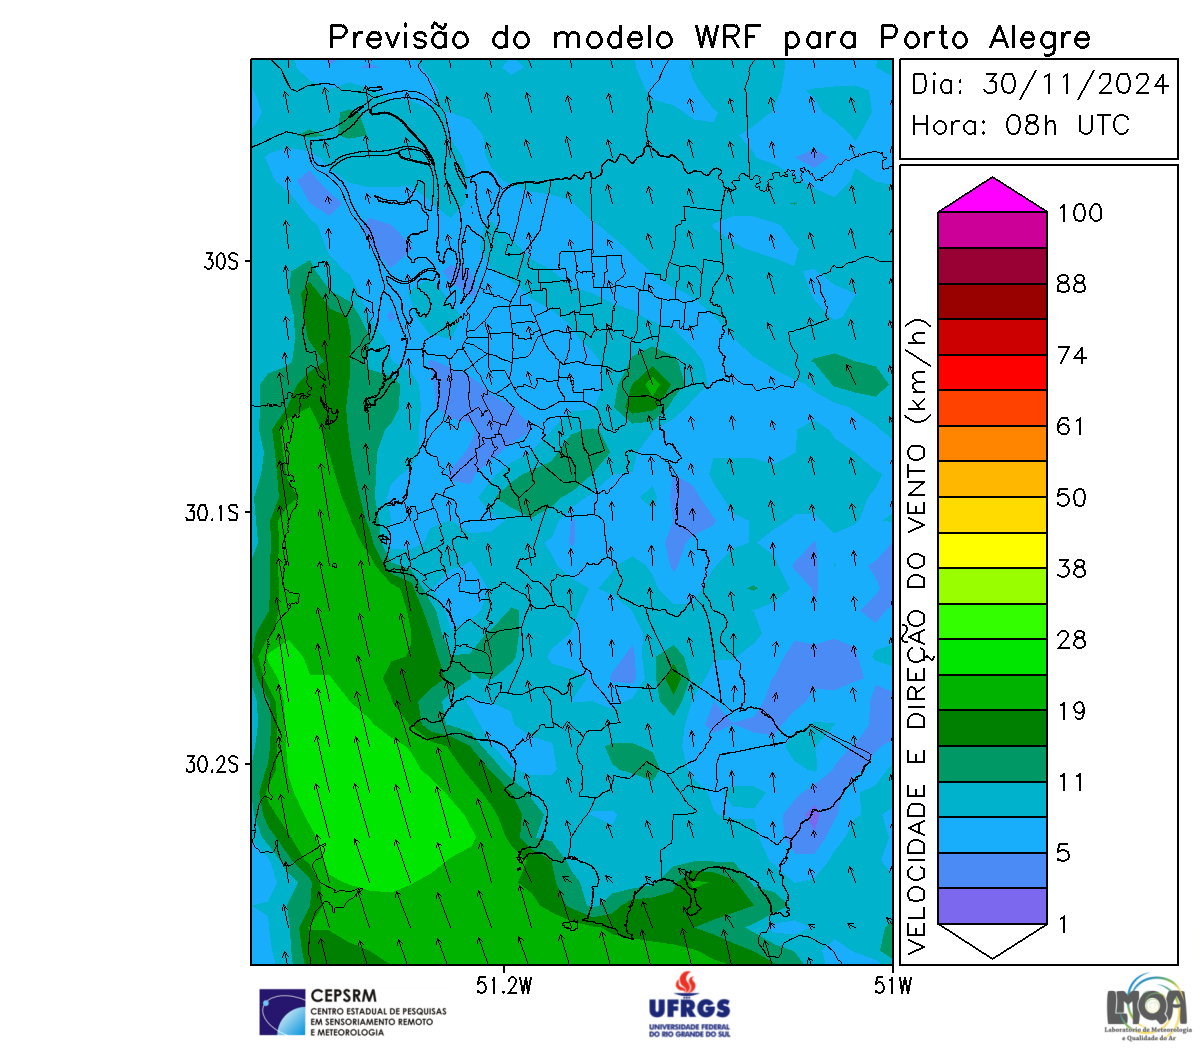 Previsão do modelo WRF para Porto Alegre
Dia: 30/11/2024
Hora: 08h UTC
100
88
74
61
50
38
28
19
11
5
1
VELOCIDADE E DIREÇÃO DO VENTO (km/h)
30S
30.1S
30.2S
51.2W
51W
CEPSRM
CENTRO ESTADUAL DE PESQUISAS
EM SENSORIAMENTO REMOTO
E METEOROLOGIA
UFRGS
UNIVERSIDADE FEDERAL
DO RIO GRANDE DO SUL
LMQA
Laboratório de Meteorologia
e Qualidade do Ar